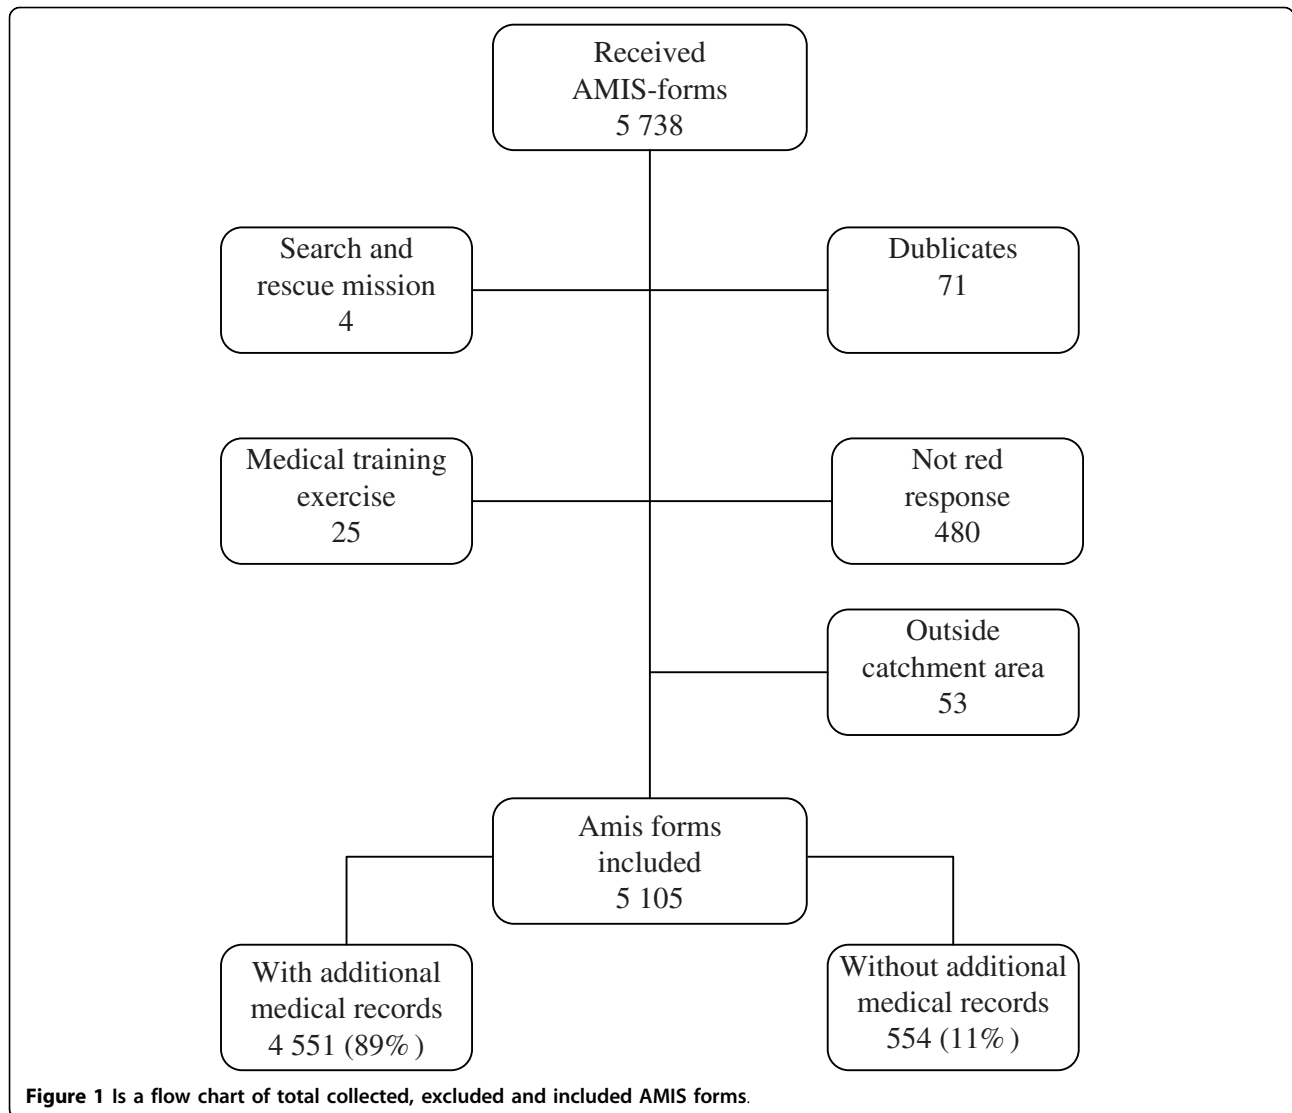 Received
AMIS-forms
5 738
Search and
rescue mission
4
Dublicates
71
Medical training
exercise
25
Not red
response
480
Outside
catchment area
53
Amis forms
included
5 105
With additional
medical records
4 551 (89%)
Without additional
medical records
554 (11%)
Figure 1 Is a flow chart of total collected, excluded and included AMIS forms.